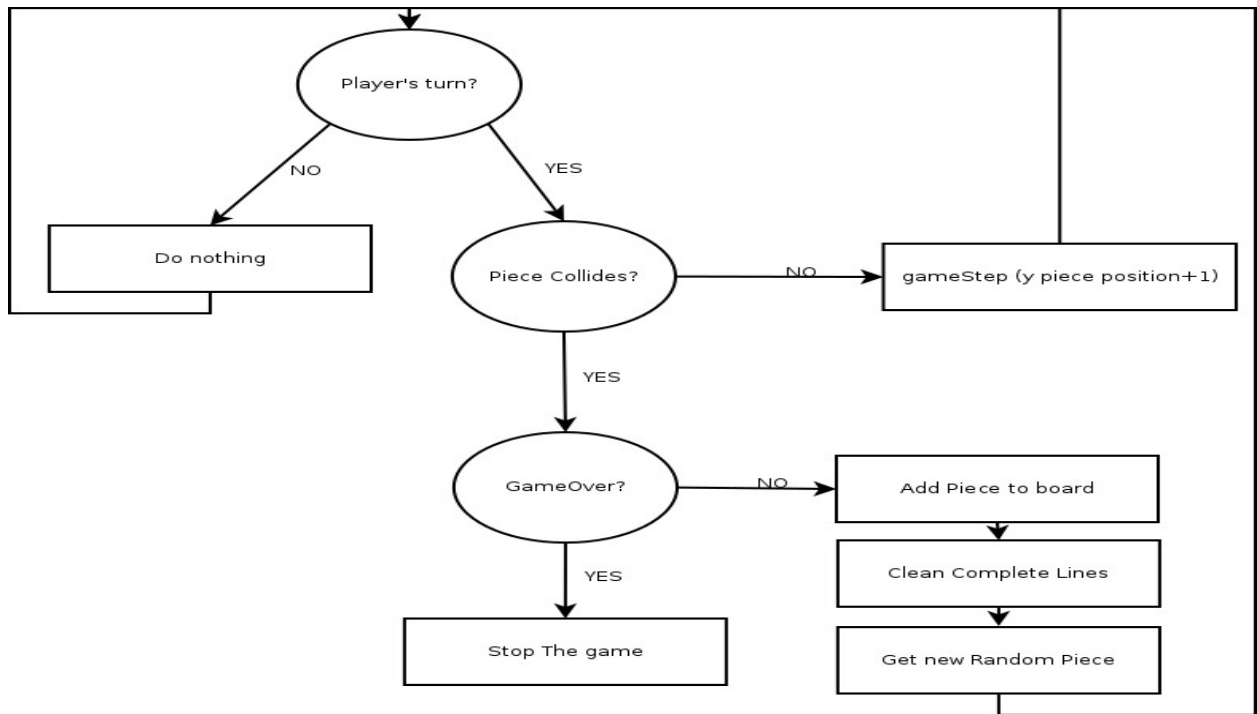 Player's turn?
NO
YES
Do nothing
Piece Collides?
NO
gameStep (y piece position+1)
YES
GameOver?
NO
Add Piece to board
Clean Complete Lines
YES
Stop The game
Get new Random Piece